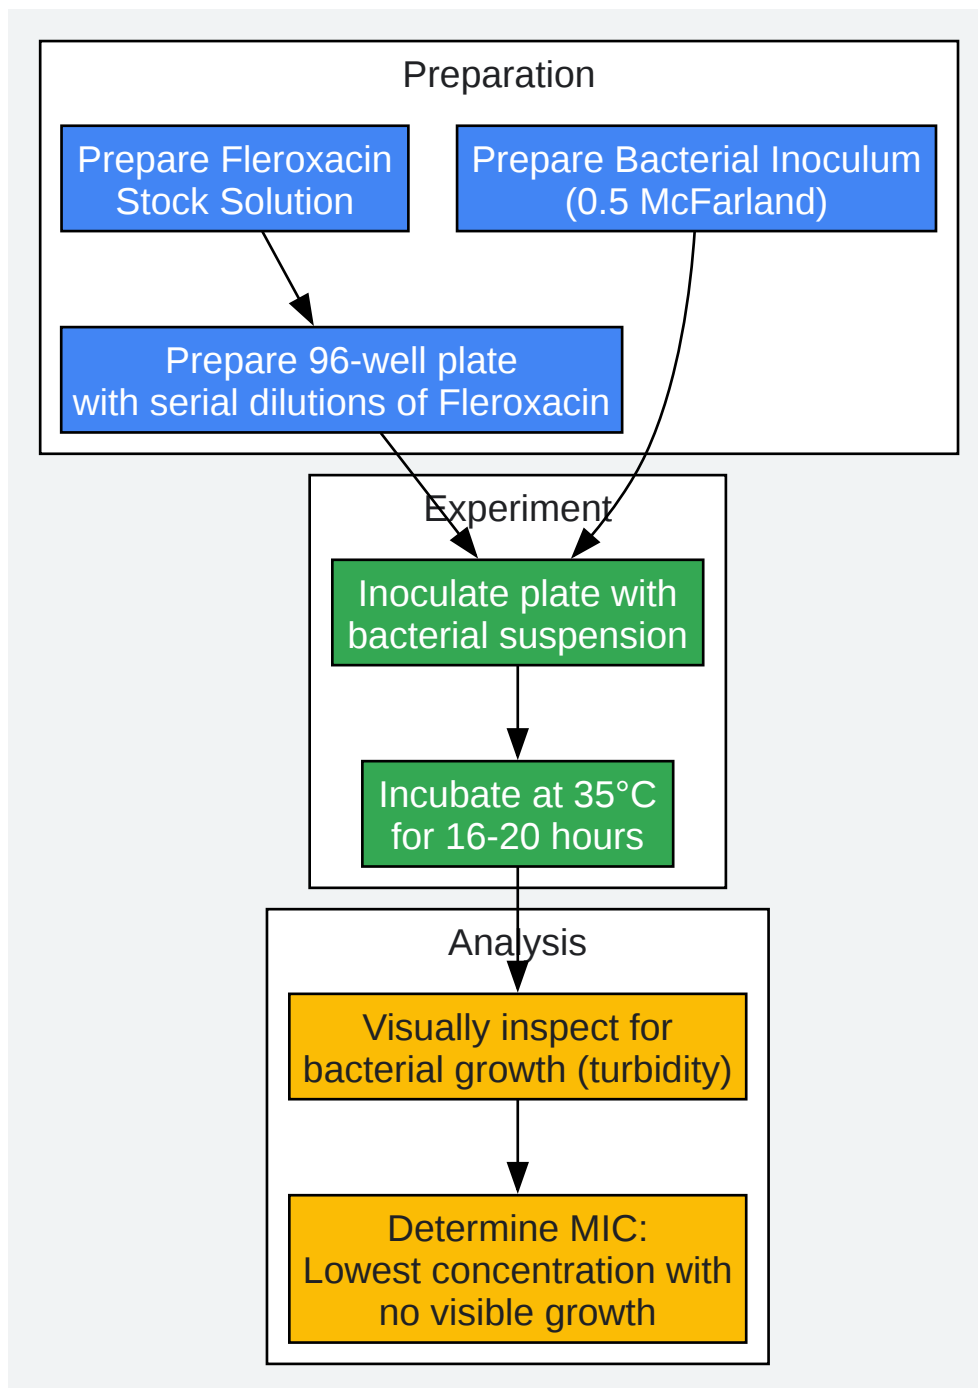 Preparation
Prepare Fleroxacin
Stock Solution
Prepare Bacterial Inoculum
(0.5 McFarland)
Prepare 96-well plate
with serial dilutions of Fleroxacin
Experiment
Inoculate plate with
bacterial suspension
Incubate at 35°C
for 16-20 hours
Analysis
Visually inspect for
bacterial growth (turbidity)
Determine MIC:
Lowest concentration with
no visible growth